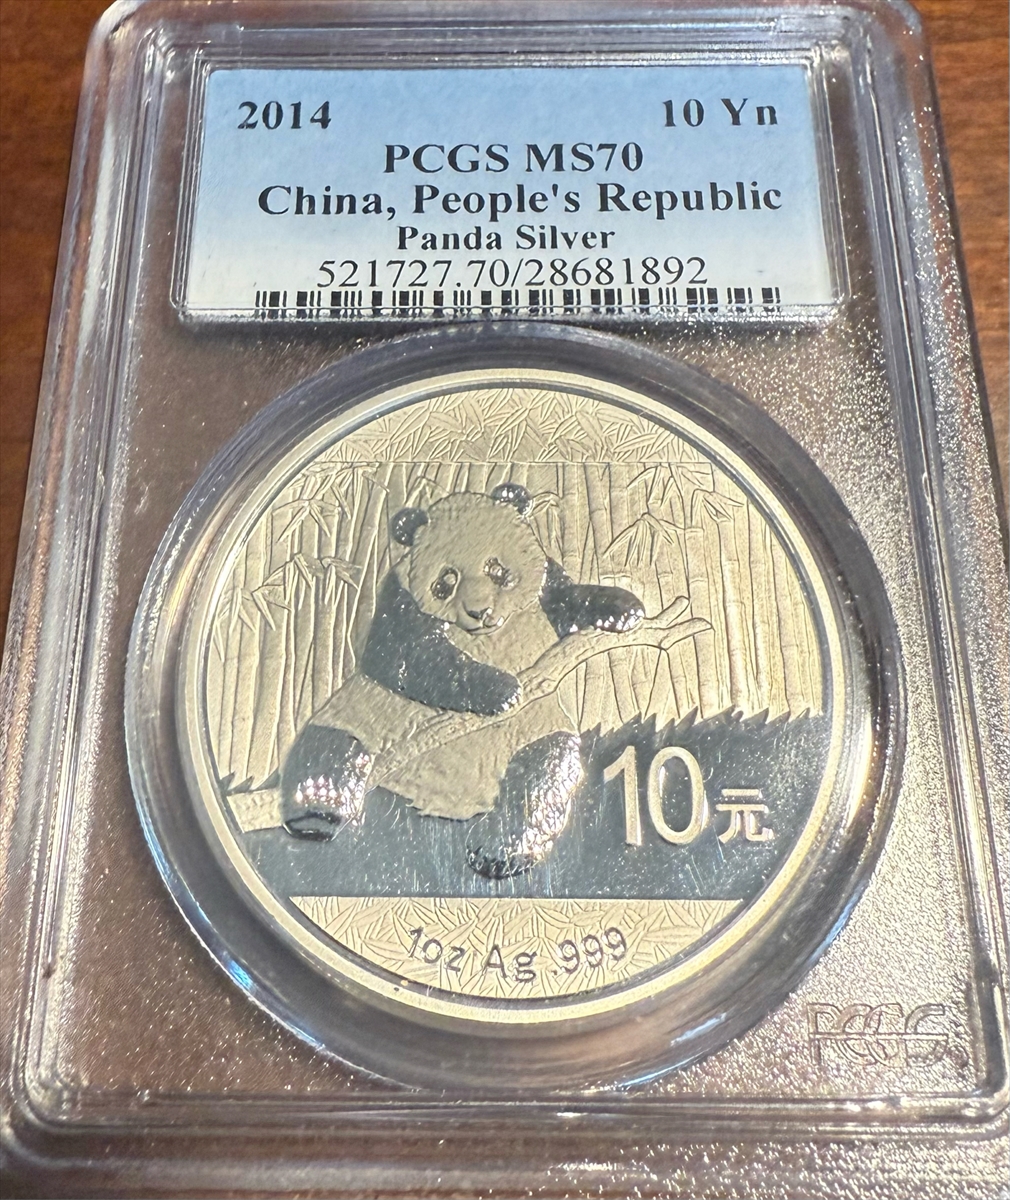 2014 10 Yn
PCGS MS70
China, People's Republic
Panda Silver
521727.70/28681892
10元
1oz Ag .999
PCGS